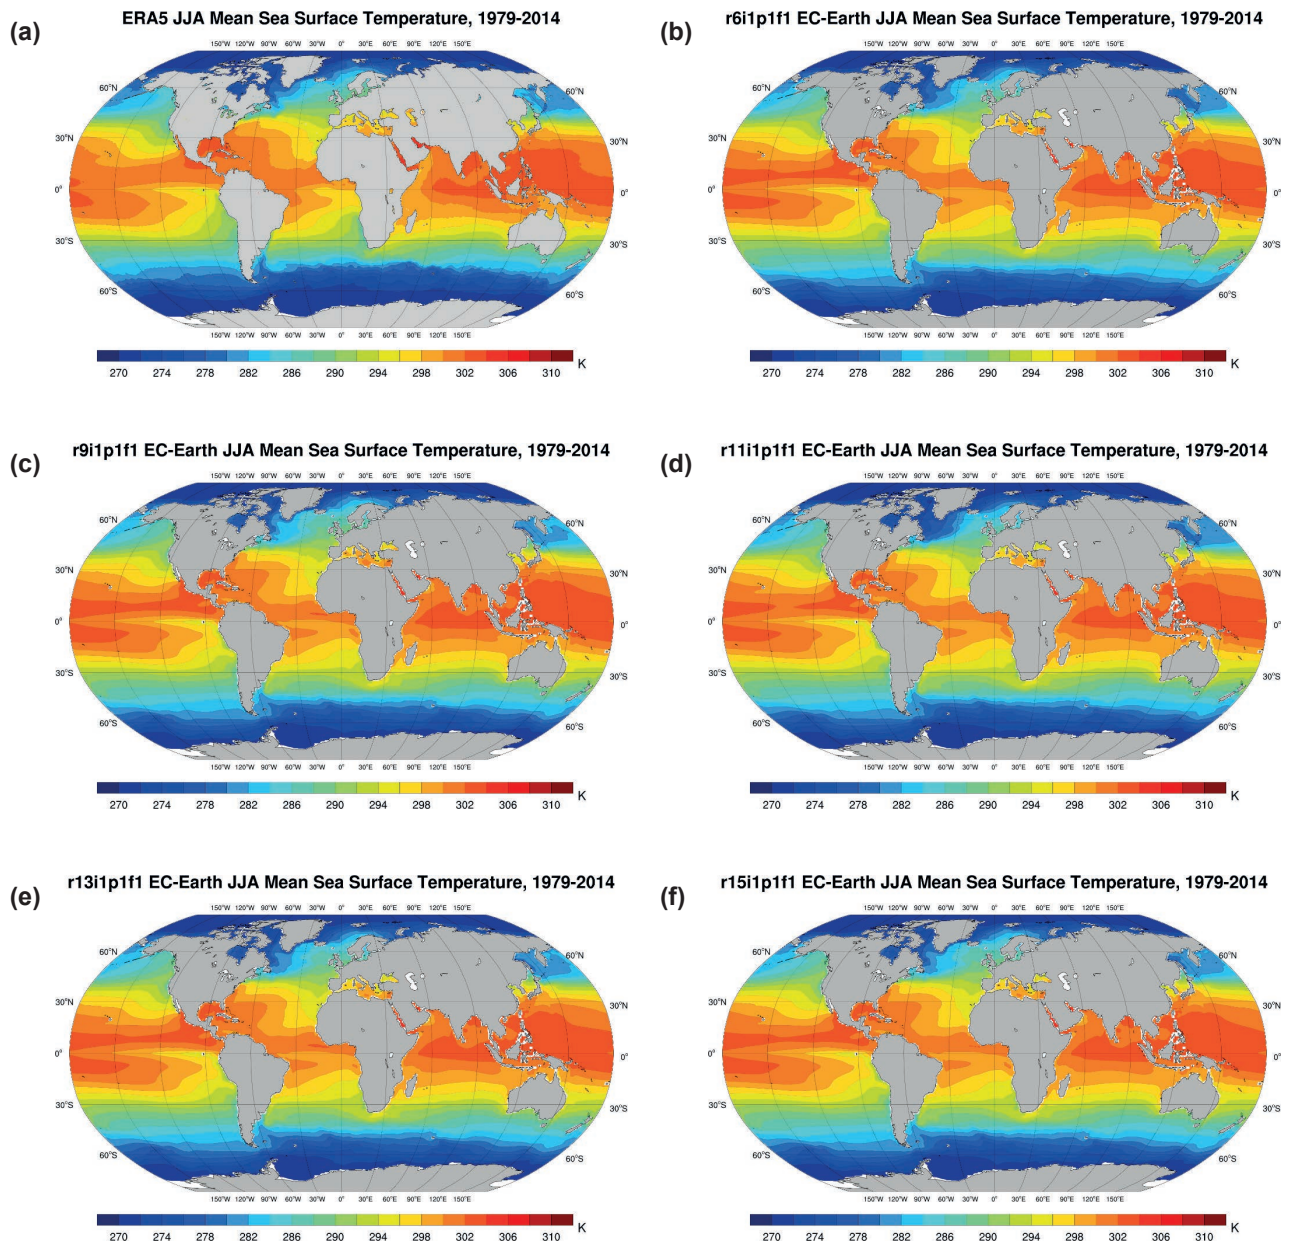 (a)
ERA5 JJA Mean Sea Surface Temperature, 1979-2014
150°W 120°W 90°W 60°W 30°W 0° 30°E 60°E 90°E 120°E 150°E
60°N
30°N 30°N
0° 0°
30°S 30°S
60°S 60°S
150°W 120°W 90°W 60°W 30°W 0° 30°E 60°E 90°E 120°E 150°E
270 274 278 282 286 290 294 298 302 306 310 K
(b)
r6i1p1f1 EC-Earth JJA Mean Sea Surface Temperature, 1979-2014
150°W 120°W 90°W 60°W 30°W 0° 30°E 60°E 90°E 120°E 150°E
60°N
30°N 30°N
0° 0°
30°S 30°S
60°S 60°S
150°W 120°W 90°W 60°W 30°W 0° 30°E 60°E 90°E 120°E 150°E
270 274 278 282 286 290 294 298 302 306 310 K
(c)
r9i1p1f1 EC-Earth JJA Mean Sea Surface Temperature, 1979-2014
150°W 120°W 90°W 60°W 30°W 0° 30°E 60°E 90°E 120°E 150°E
60°N
30°N 30°N
0° 0°
30°S 30°S
60°S 60°S
150°W 120°W 90°W 60°W 30°W 0° 30°E 60°E 90°E 120°E 150°E
270 274 278 282 286 290 294 298 302 306 310 K
(d)
r11i1p1f1 EC-Earth JJA Mean Sea Surface Temperature, 1979-2014
150°W 120°W 90°W 60°W 30°W 0° 30°E 60°E 90°E 120°E 150°E
60°N
30°N 30°N
0° 0°
30°S 30°S
60°S 60°S
150°W 120°W 90°W 60°W 30°W 0° 30°E 60°E 90°E 120°E 150°E
270 274 278 282 286 290 294 298 302 306 310 K
(e)
r13i1p1f1 EC-Earth JJA Mean Sea Surface Temperature, 1979-2014
150°W 120°W 90°W 60°W 30°W 0° 30°E 60°E 90°E 120°E 150°E
60°N
30°N 30°N
0° 0°
30°S 30°S
60°S 60°S
150°W 120°W 90°W 60°W 30°W 0° 30°E 60°E 90°E 120°E 150°E
270 274 278 282 286 290 294 298 302 306 310 K
(f)
r15i1p1f1 EC-Earth JJA Mean Sea Surface Temperature, 1979-2014
150°W 120°W 90°W 60°W 30°W 0° 30°E 60°E 90°E 120°E 150°E
60°N
30°N 30°N
0° 0°
30°S 30°S
60°S 60°S
150°W 120°W 90°W 60°W 30°W 0° 30°E 60°E 90°E 120°E 150°E
270 274 278 282 286 290 294 298 302 306 310 K